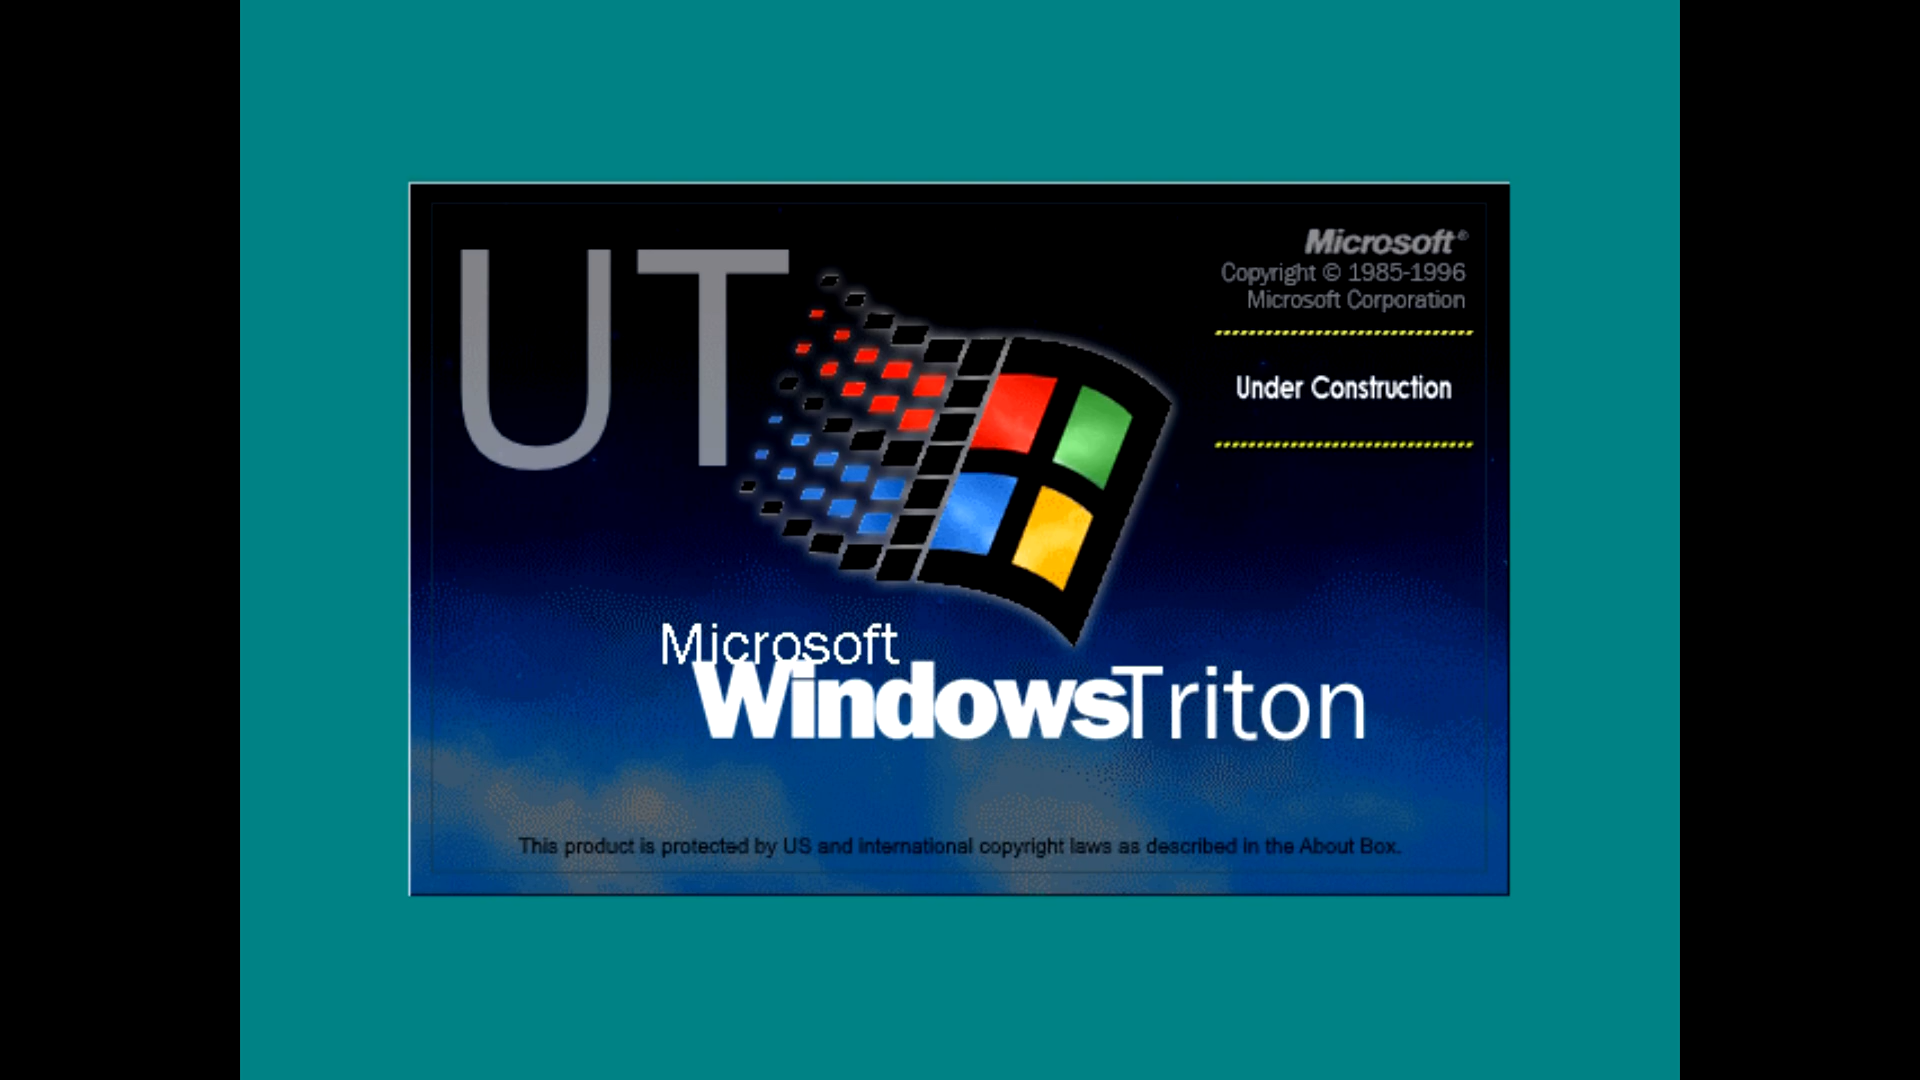 UT
Microsoft®
Copyright © 1985-1996
Microsoft Corporation
Under Construction
Microsoft
WindowsTriton
This product is protected by US and international copyright laws as described in the About Box.